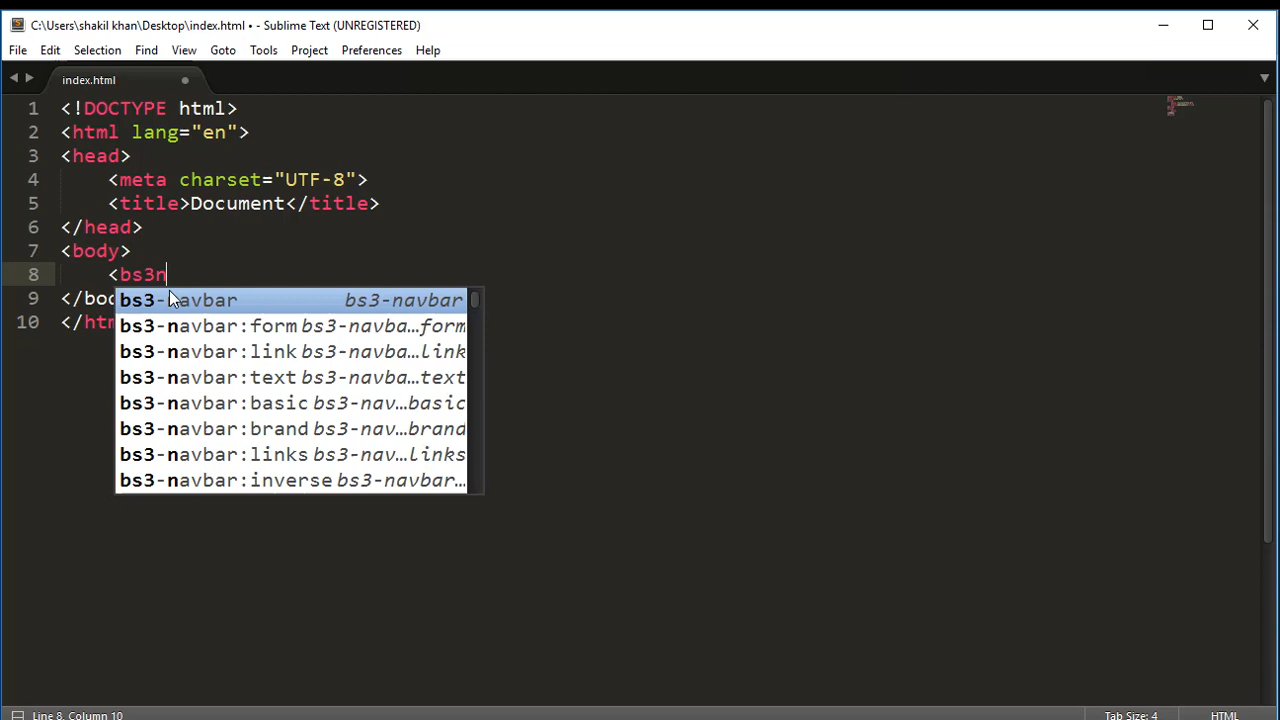 C:\Users\shakil khan\Desktop\index.html • - Sublime Text (UNREGISTERED)
File Edit Selection Find View Goto Tools Project Preferences Help
index.html
1 <!DOCTYPE html>
2 <html lang="en">
3 <head>
4 <meta charset="UTF-8">
5 <title>Document</title>
6 </head>
7 <body>
8 <bs3n
9 </bod
10 </htm
bs3-navbar bs3-navbar
bs3-navbar:form bs3-navba…form
bs3-navbar:link bs3-navba…link
bs3-navbar:text bs3-navba…text
bs3-navbar:basic bs3-nav…basic
bs3-navbar:brand bs3-nav…brand
bs3-navbar:links bs3-nav…links
bs3-navbar:inverse bs3-navbar…
Line 8, Column 10 Tab Size: 4 HTML